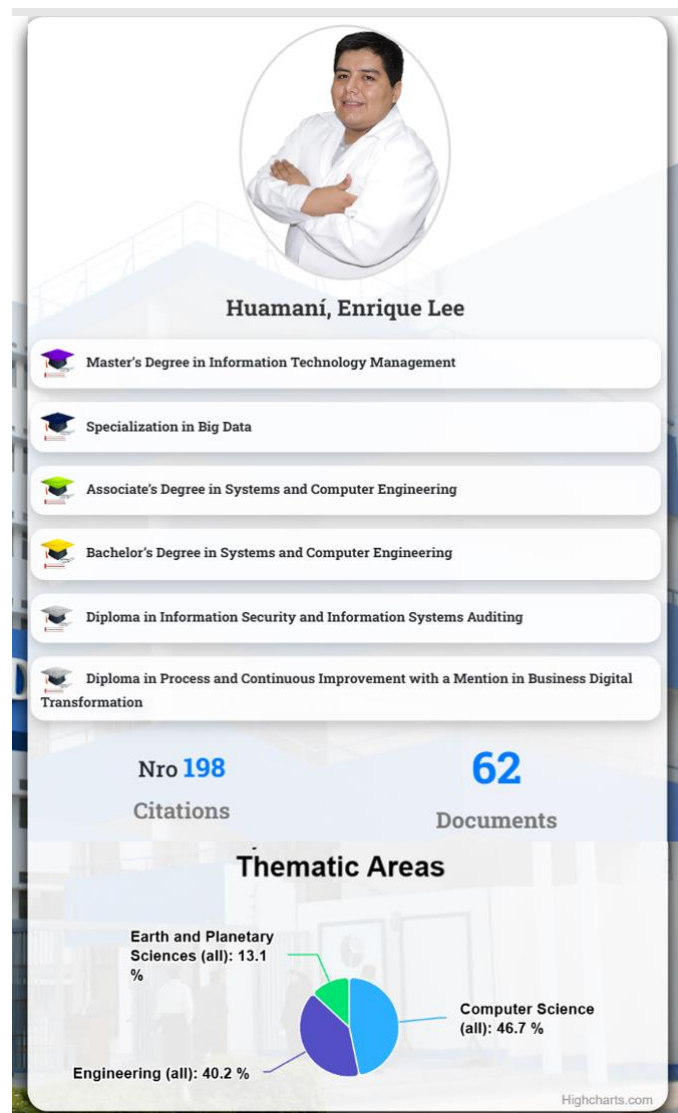 Huamaní, Enrique Lee
Master's Degree in Information Technology Management
Specialization in Big Data
Associate's Degree in Systems and Computer Engineering
Bachelor's Degree in Systems and Computer Engineering
Diploma in Information Security and Information Systems Auditing
Diploma in Process and Continuous Improvement with a Mention in Business Digital
Transformation
Nro 198
Citations
62
Documents
Thematic Areas
Earth and Planetary
Sciences (all): 13.1
%
Computer Science
(all): 46.7 %
Engineering (all): 40.2 %
Highcharts.com